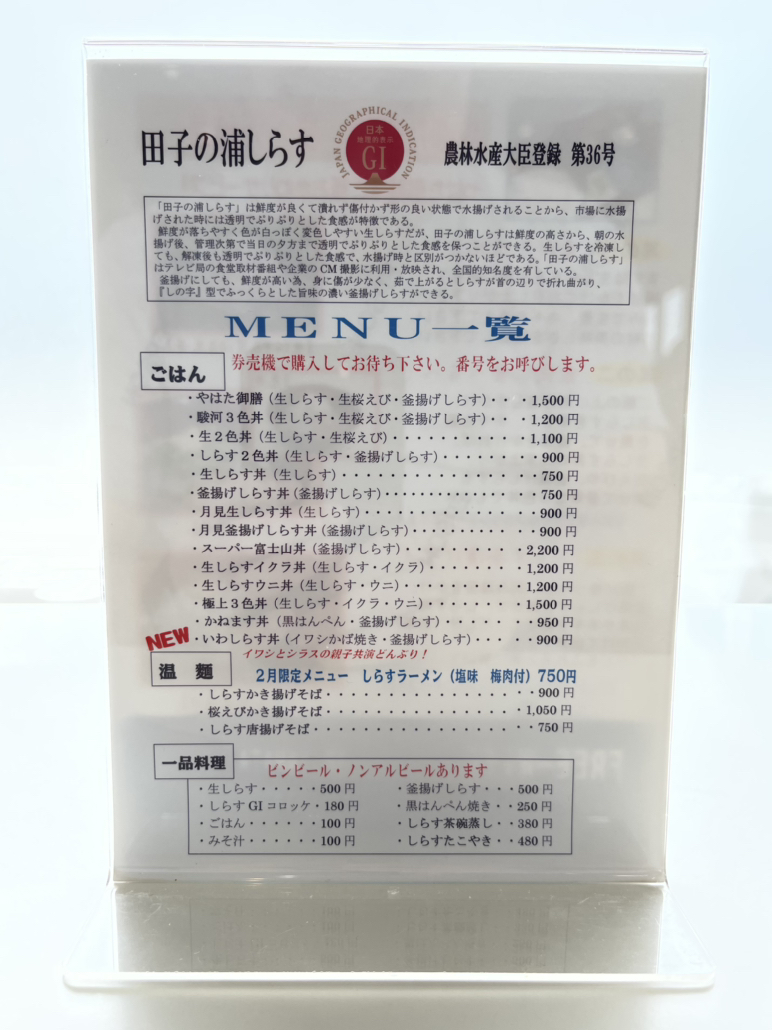 田子の浦しらす
JAPAN GEOGRAPHICAL INDICATION
日本
地理的表示
GI
農林水産大臣登録 第36号
「田子の浦しらす」は鮮度が良くて潰れず傷付かず形の良い状態で水揚げされることから、市場に水揚
げされた時には透明でぷりぷりとした食感が特徴である。
鮮度が落ちやすく色が白っぽく変色しやすい生しらすだが、田子の浦しらすは鮮度の高さから、朝の水
揚げ後、管理次第で当日の夕方まで透明でぷりぷりとした食感を保つことができる。生しらすを冷凍し
ても、解凍後も透明でぷりぷりとした食感で、水揚げ時と区別がつかないほどである。「田子の浦しらす」
はテレビ局の食堂取材番組や企業のCM撮影に利用・放映され、全国的知名度を有している。
釜揚げにしても、鮮度が高い為、身に傷が少なく、茹で上がるとしらすが首の辺りで折れ曲がり、
『しの字』型でふっくらとした旨味の濃い釜揚げしらすができる。
MENU一覧
ごはん
券売機で購入してお待ち下さい。番号をお呼びします。
・やはた御膳（生しらす・生桜えび・釜揚げしらす）・・・1,500円
・駿河３色丼（生しらす・生桜えび・釜揚げしらす）・・・1,200円
・生２色丼（生しらす・生桜えび）・・・・・・・・・・・・1,100円
・しらす２色丼（生しらす・釜揚げしらす）・・・・・・・・・900円
・生しらす丼（生しらす）・・・・・・・・・・・・・・・・750円
・釜揚げしらす丼（釜揚げしらす）・・・・・・・・・・・・・750円
・月見生しらす丼（生しらす）・・・・・・・・・・・・・・900円
・月見釜揚げしらす丼（釜揚げしらす）・・・・・・・・・・・900円
・スーパー富士山丼（釜揚げしらす）・・・・・・・・・・2,200円
・生しらすイクラ丼（生しらす・イクラ）・・・・・・・・・1,200円
・生しらすウニ丼（生しらす・ウニ）・・・・・・・・・・・1,200円
・極上３色丼（生しらす・イクラ・ウニ）・・・・・・・・・1,500円
・かねます丼（黒はんぺん・釜揚げしらす）・・・・・・・950円
NEW
・いわしらす丼（イワシかば焼き・釜揚げしらす）・・・・・900円
イワシとシラスの親子共演どんぶり！
温 麺
２月限定メニュー しらすラーメン（塩味 梅肉付）750円
・しらすかき揚げそば・・・・・・・・・・・・・・・・・900円
・桜えびかき揚げそば・・・・・・・・・・・・・・・・1,050円
・しらす唐揚げそば・・・・・・・・・・・・・・・・・・750円
一品料理
ビンビール・ノンアルビールあります
・生しらす・・・・・500円 ・釜揚げしらす・・・500円
・しらすGIコロッケ・180円 ・黒はんぺん焼き・・250円
・ごはん・・・・・・100円 ・しらす茶碗蒸し・・380円
・みそ汁・・・・・・100円 ・しらすたこやき・・480円